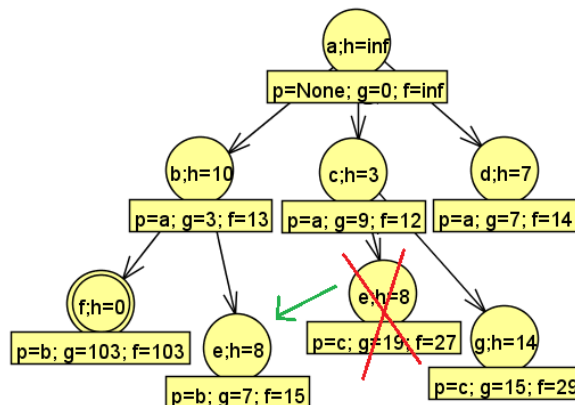 a;h=inf
p=None; g=0; f=inf
b;h=10
p=a; g=3; f=13
c;h=3
p=a; g=9; f=12
d;h=7
p=a; g=7; f=14
f;h=0
p=b; g=103; f=103
e;h=8
p=b; g=7; f=15
e;h=8
p=c; g=19; f=27
g;h=14
p=c; g=15; f=29